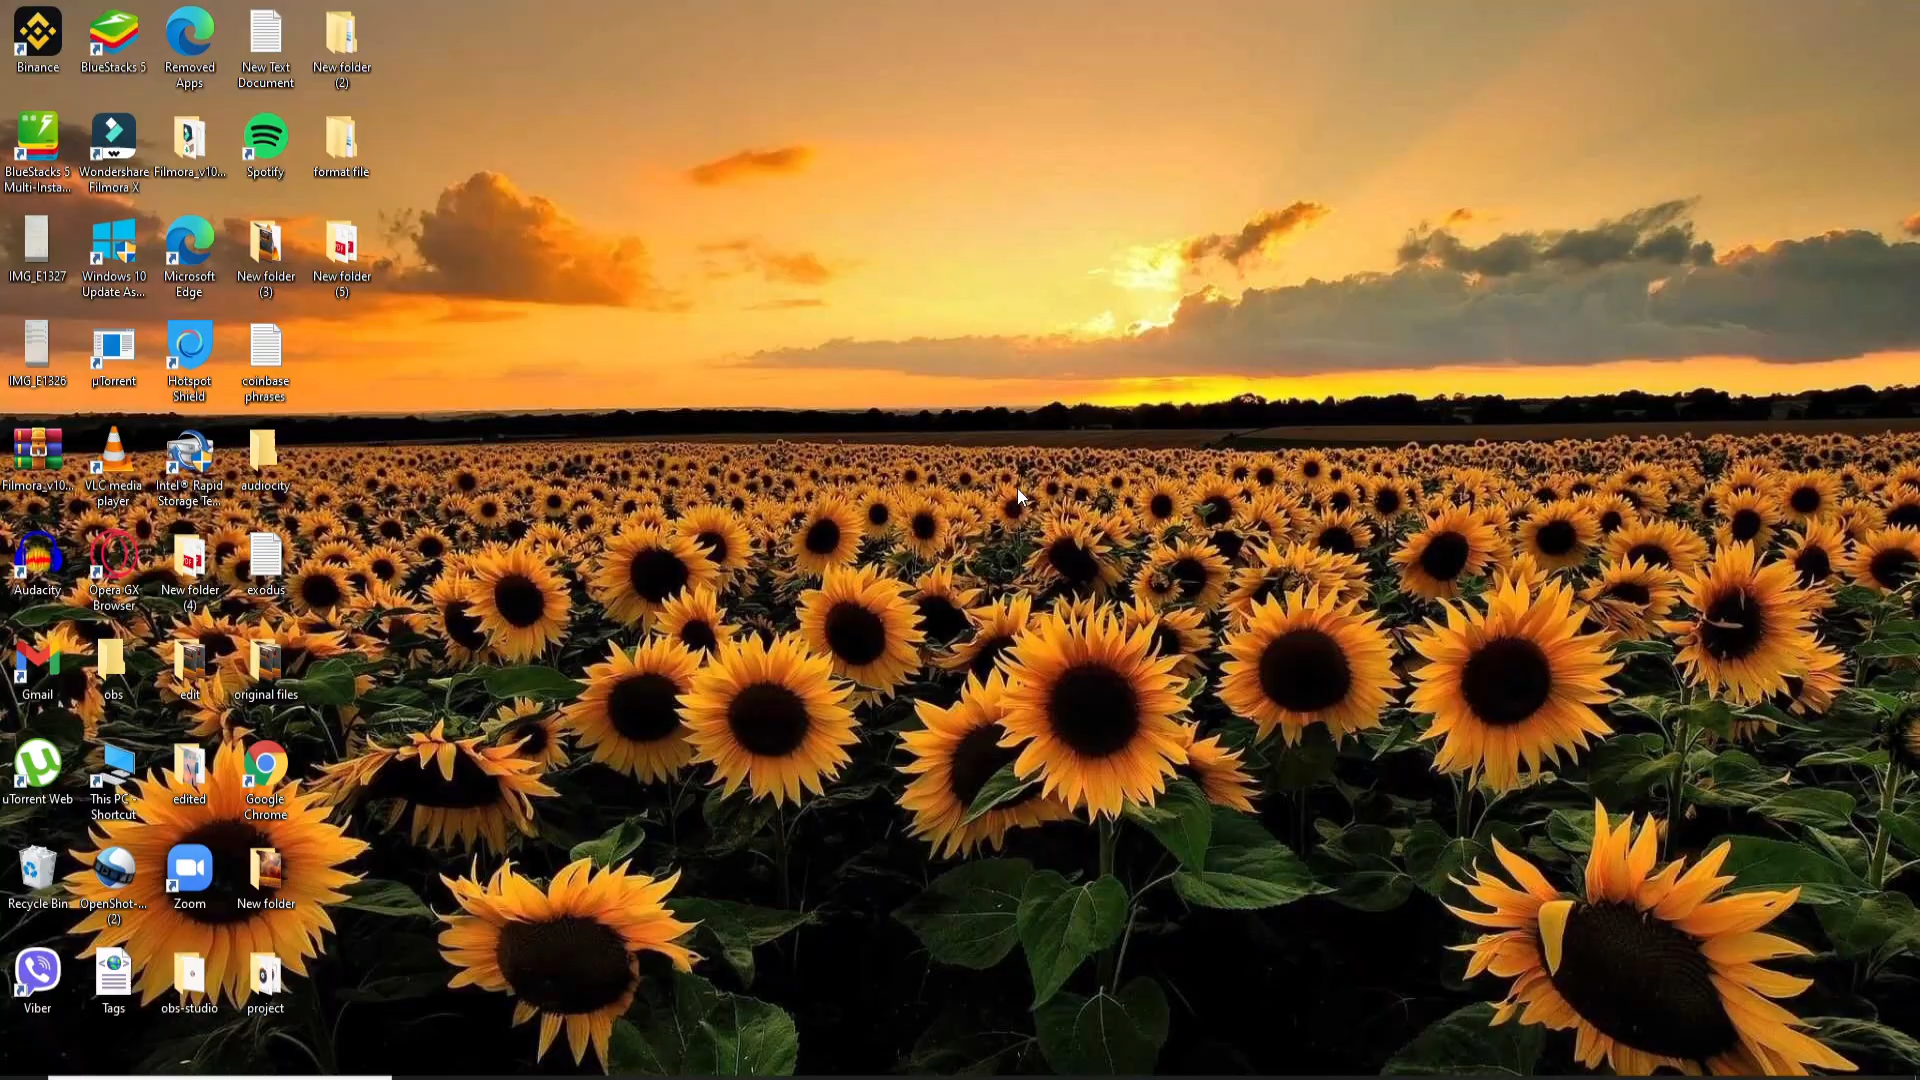 Binance
BlueStacks 5
Removed
Apps
New Text
Document
New folder
(2)
BlueStacks 5
Multi-Insta...
Wondershare
Filmora X
Filmora_v10...
Spotify
format file
IMG_E1327
Windows 10
Update As...
Microsoft
Edge
New folder
(3)
New folder
(5)
IMG_E1326
µTorrent
Hotspot
Shield
coinbase
phrases
Filmora_v10...
VLC media
player
Intel® Rapid
Storage Te...
audiocity
Audacity
Opera GX
Browser
New folder
(4)
exodus
Gmail
obs
edit
original files
uTorrent Web
This PC -
Shortcut
edited
Google
Chrome
Recycle Bin
OpenShot-...
(2)
Zoom
New folder
Viber
Tags
obs-studio
project